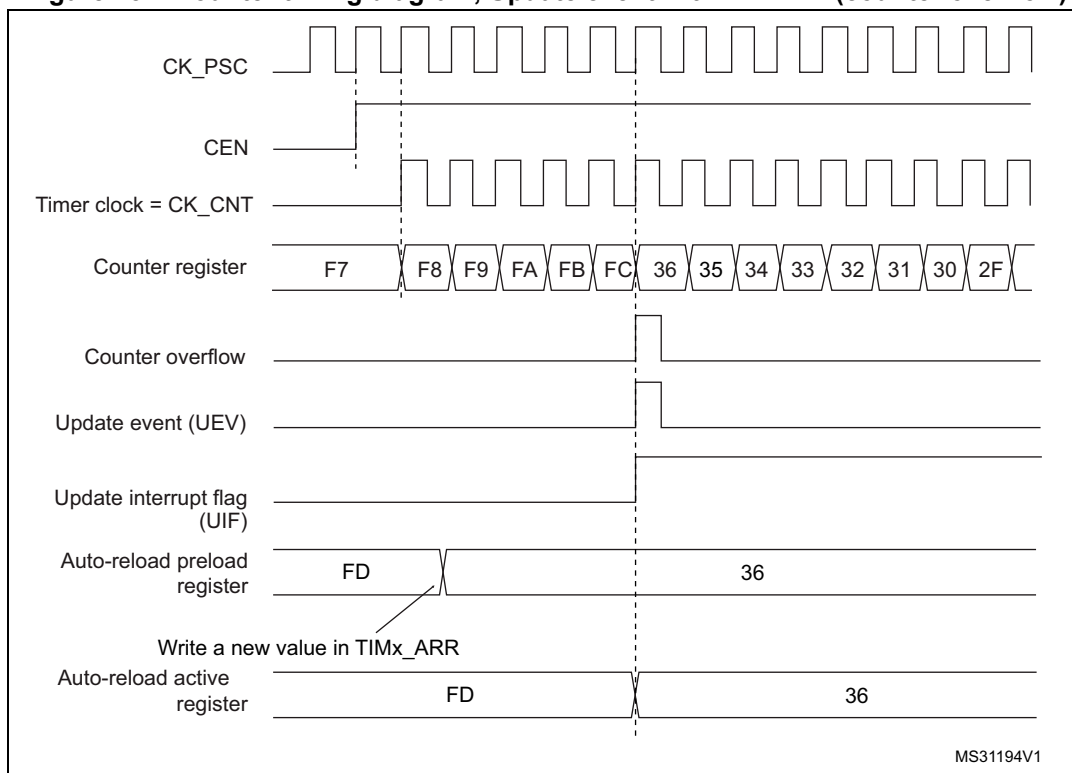 CK_PSC
CEN
Timer clock = CK_CNT
Counter register F7 F8 F9 FA FB FC 36 35 34 33 32 31 30 2F
Counter overflow
Update event (UEV)
Update interrupt flag
(UIF)
Auto-reload preload
register
FD 36
Write a new value in TIMx_ARR
Auto-reload active
register
FD 36
MS31194V1